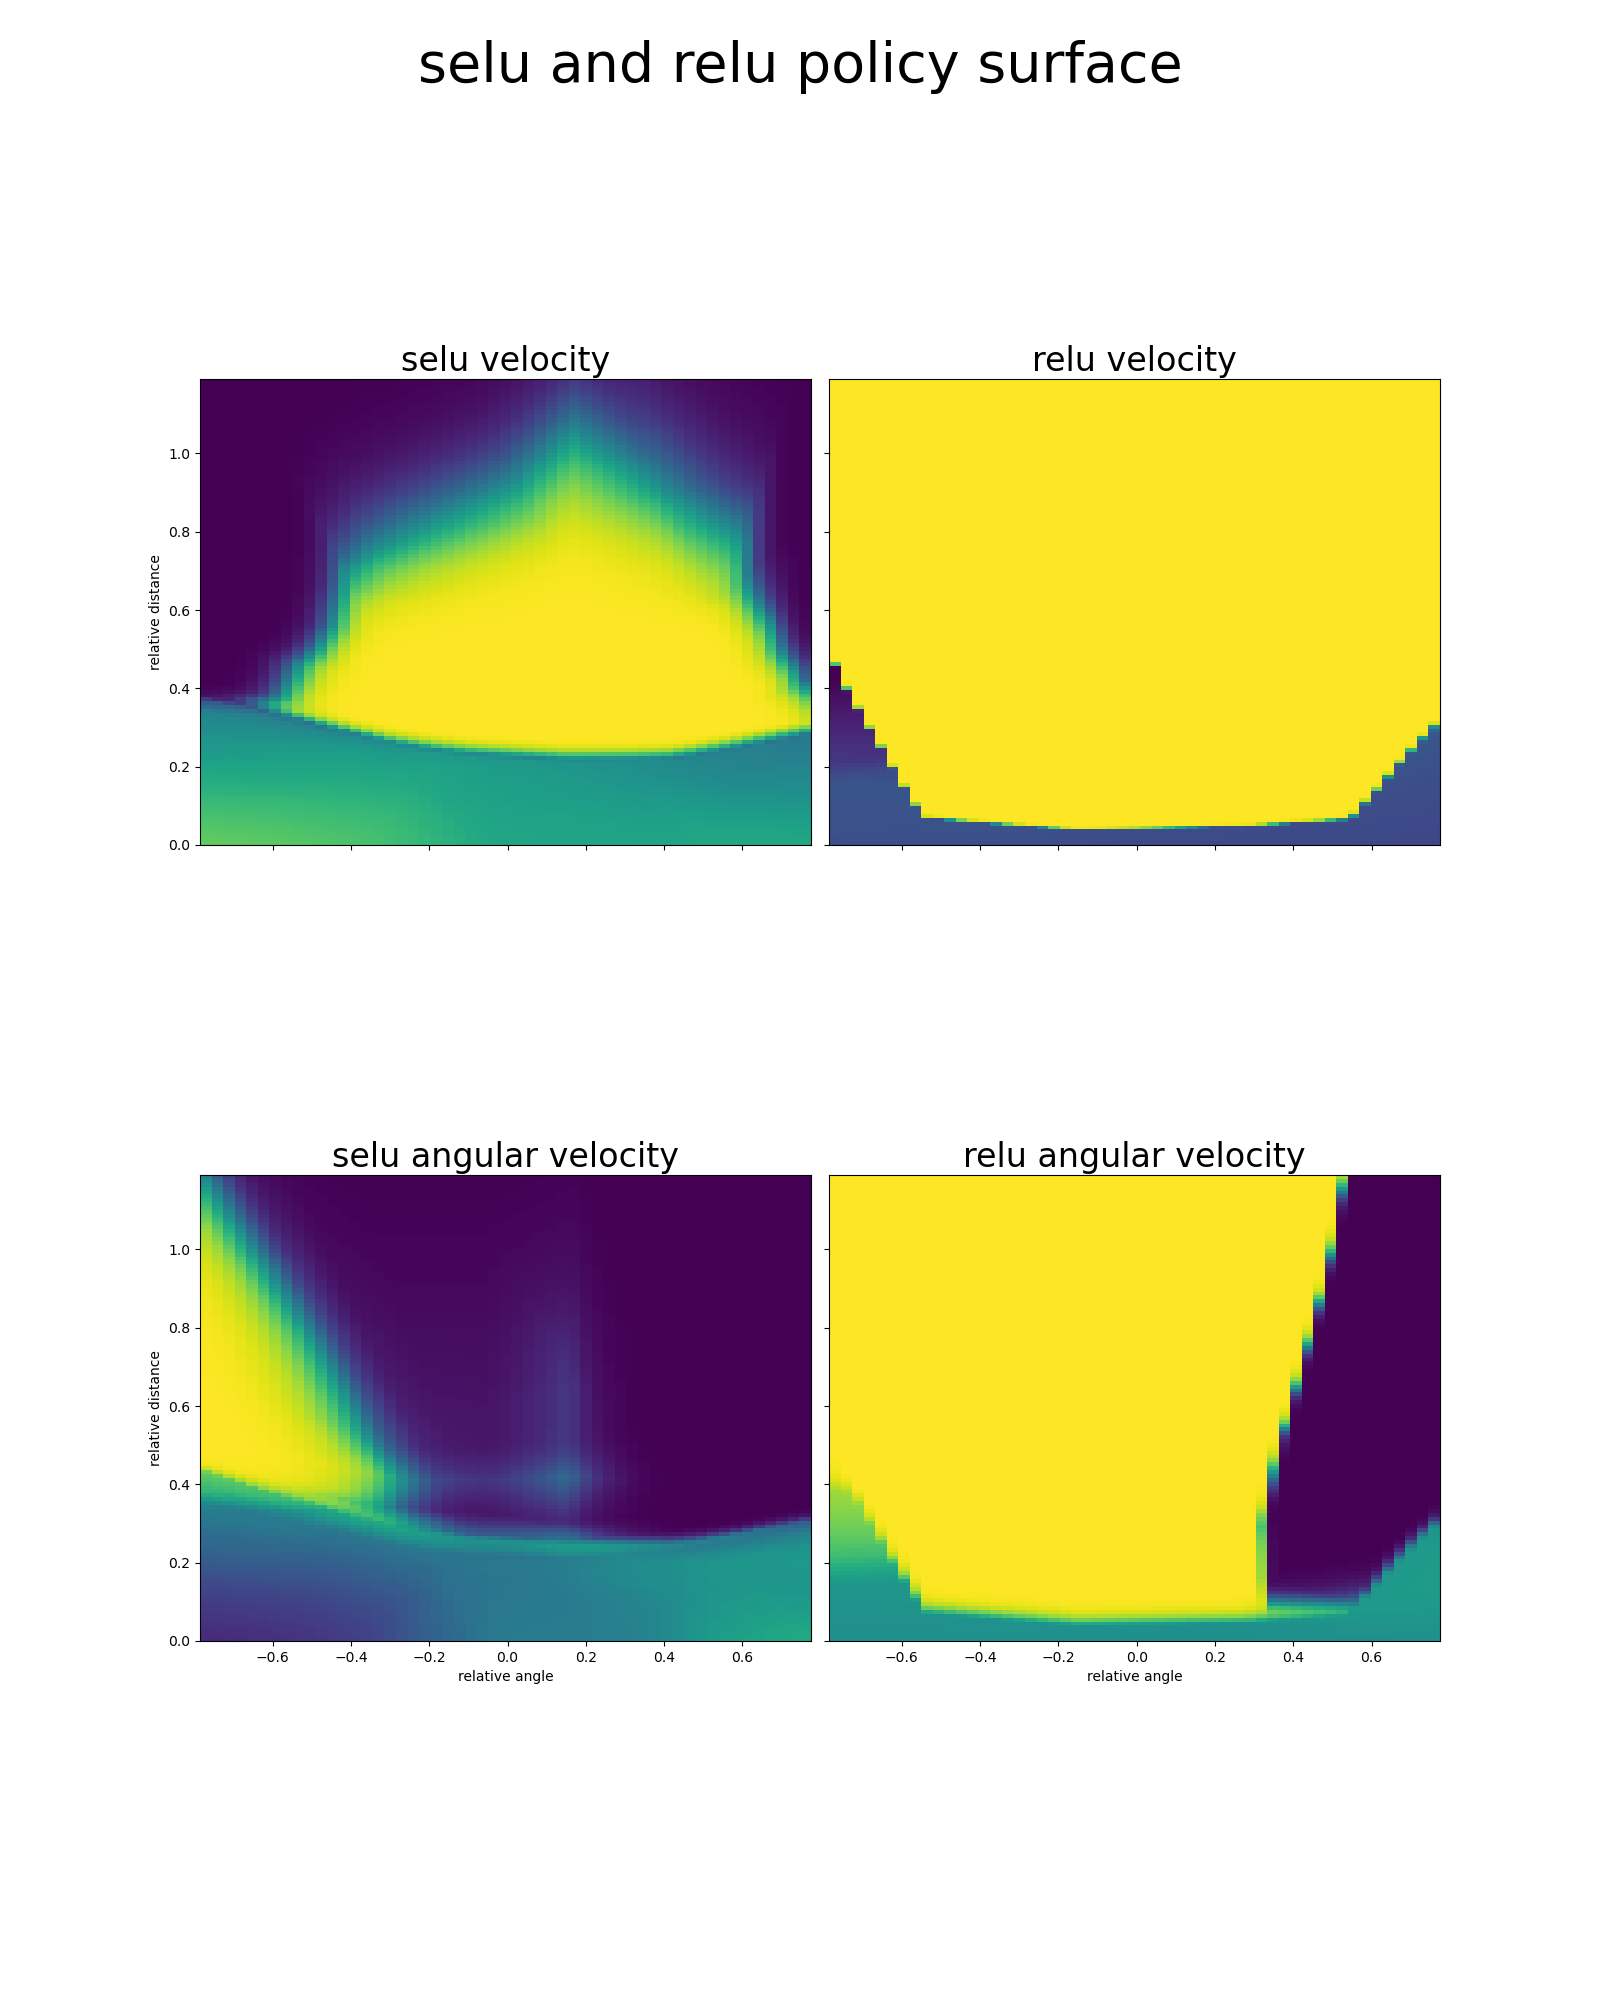 selu and relu policy surface
selu velocity
relu velocity
relative distance
1.0
0.8
0.6
0.4
0.2
0.0
selu angular velocity
relu angular velocity
relative distance
1.0
0.8
0.6
0.4
0.2
0.0
−0.6 −0.4 −0.2 0.0 0.2 0.4 0.6
−0.6 −0.4 −0.2 0.0 0.2 0.4 0.6
relative angle
relative angle